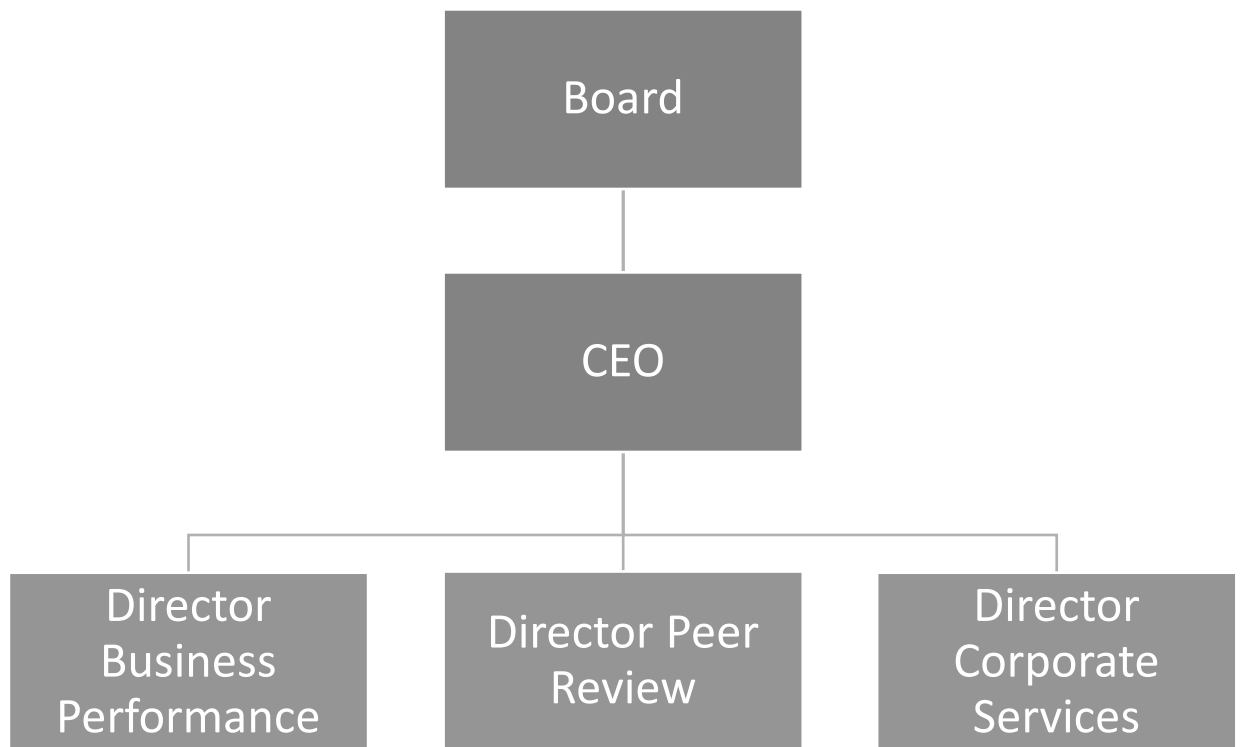 Board
CEO
Director
Business
Performance
Director Peer
Review
Director
Corporate
Services